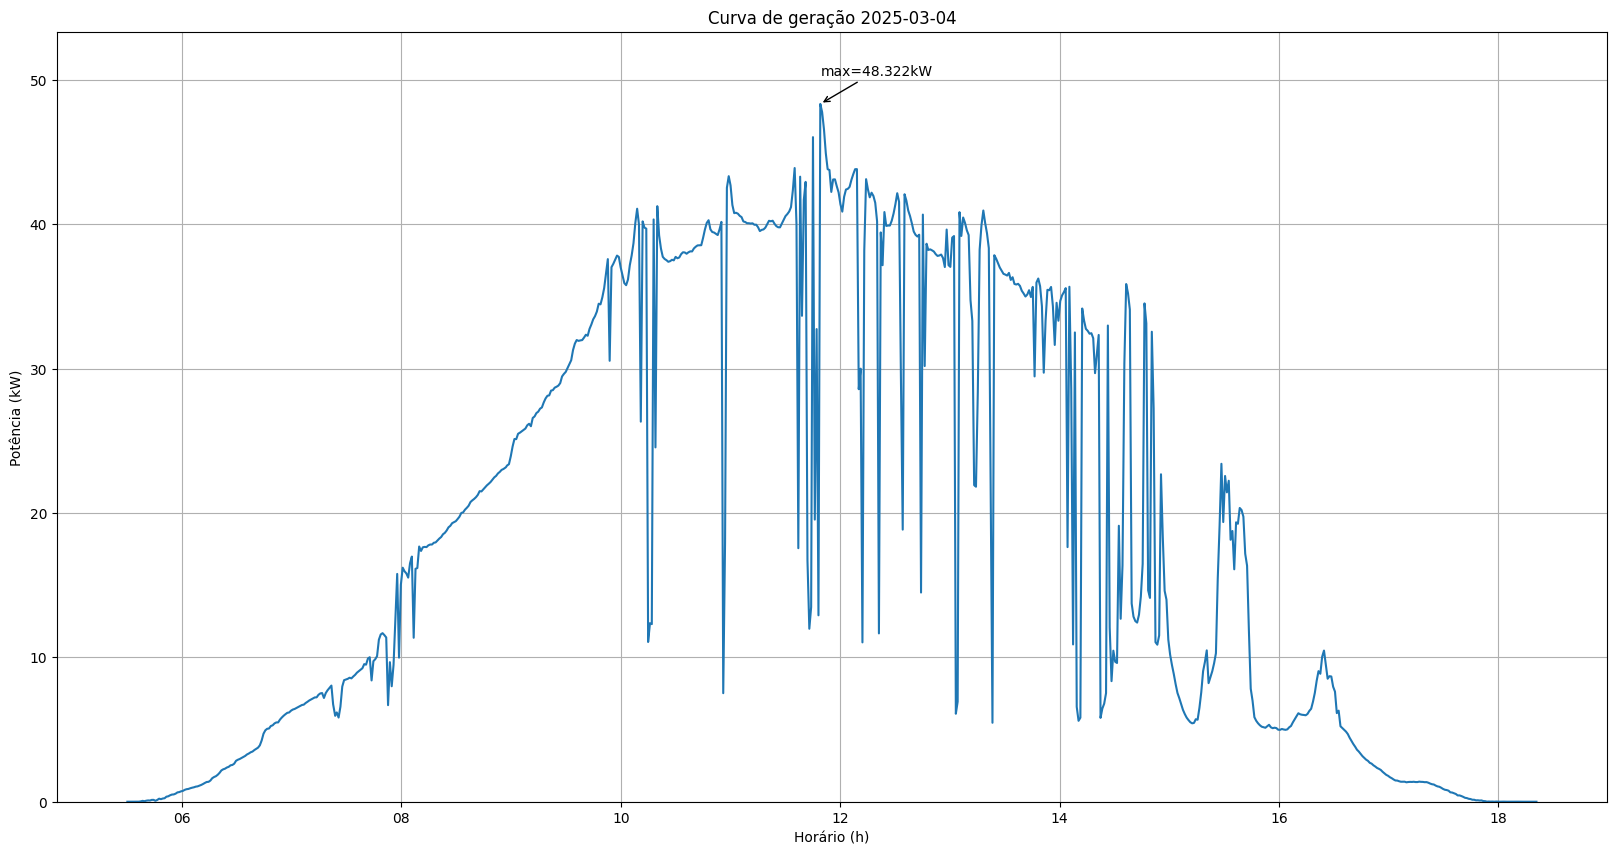 Curva de geração 2025-03-04
max=48.322kW
Potência (kW)
50
40
30
20
10
0
06 08 10 12 14 16 18
Horário (h)